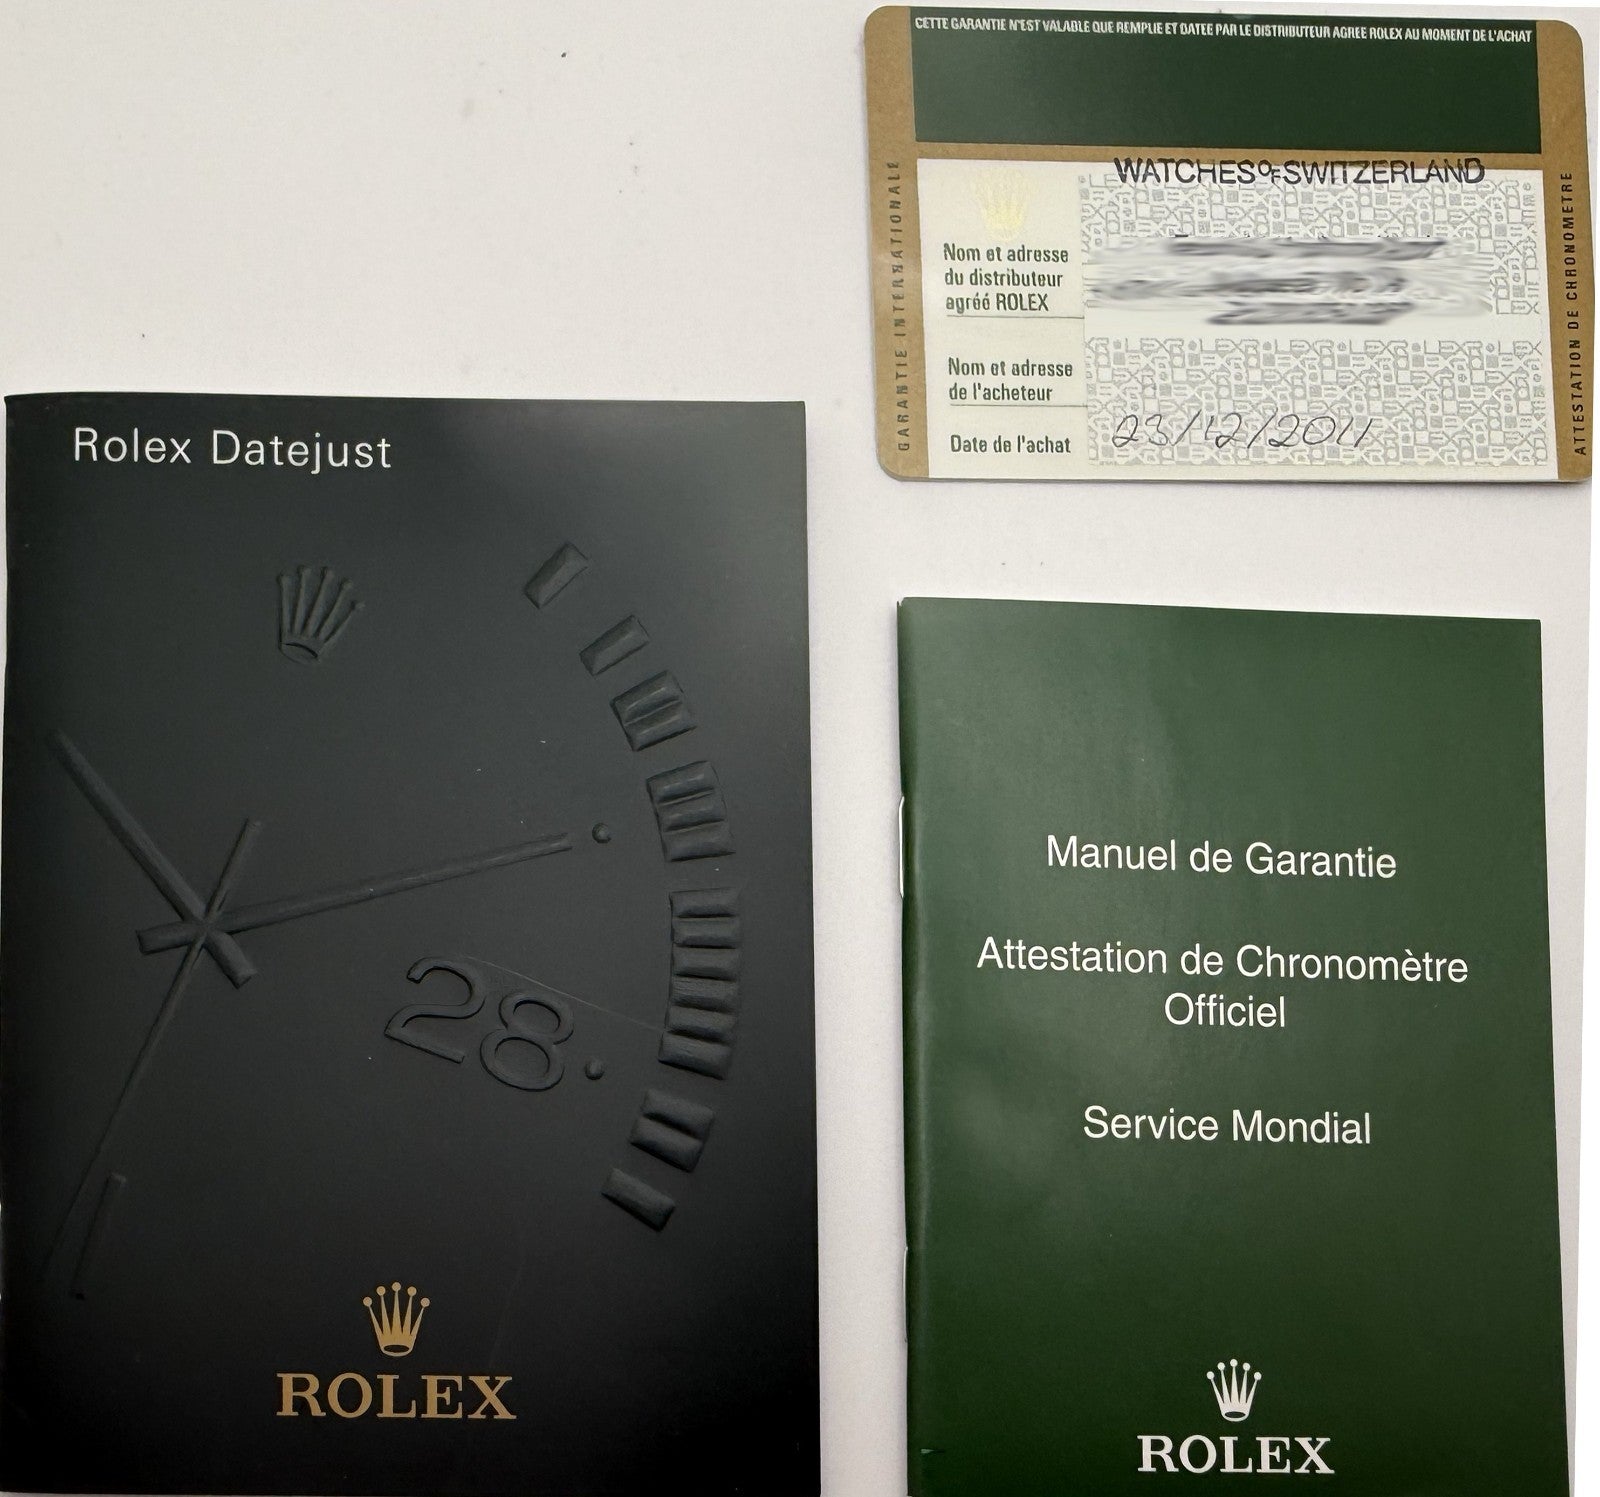 CETTE GARANTIE N'EST VALABLE QUE REMPLIE ET DATEE PAR LE DISTRIBUTEUR AGREE ROLEX AU MOMENT DE L'ACHAT
GARANTIE INTERNATIONALE
WATCHES OF SWITZERLAND
Nom et adresse
du distributeur
agréé ROLEX
Nom et adresse
de l'acheteur
Date de l'achat
23/12/2011
ATTESTATION DE CHRONOMETRE
Rolex Datejust
28
ROLEX
Manuel de Garantie
Attestation de Chronomètre
Officiel
Service Mondial
ROLEX